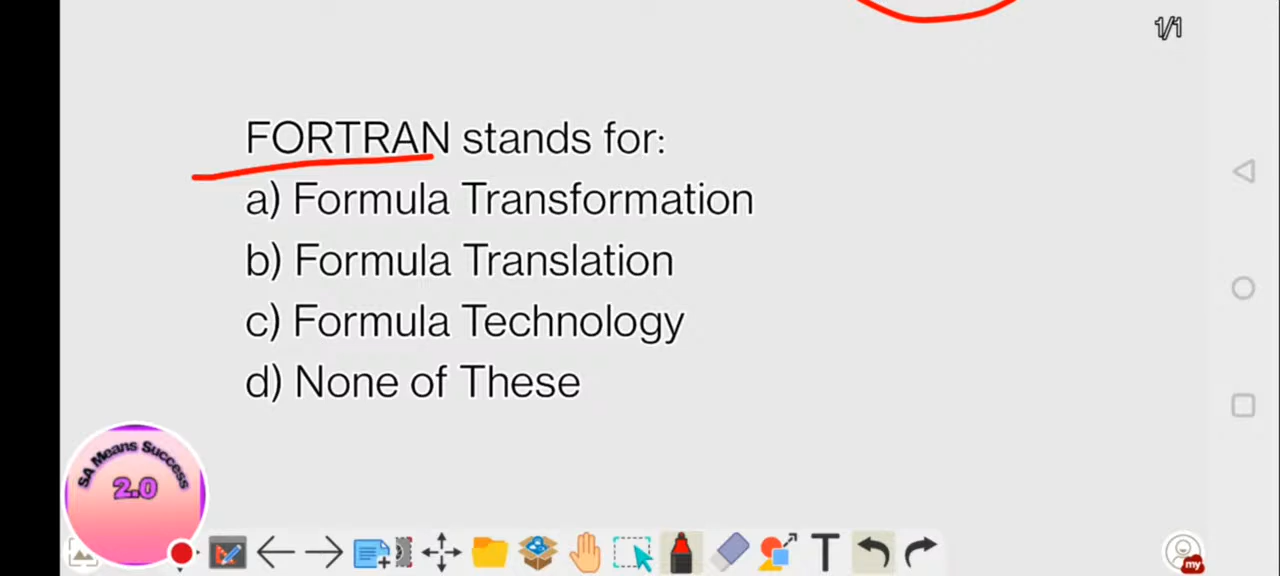 1/1
FORTRAN stands for:
a) Formula Transformation
b) Formula Translation
c) Formula Technology
d) None of These
SA Means Success
2.0
T
my